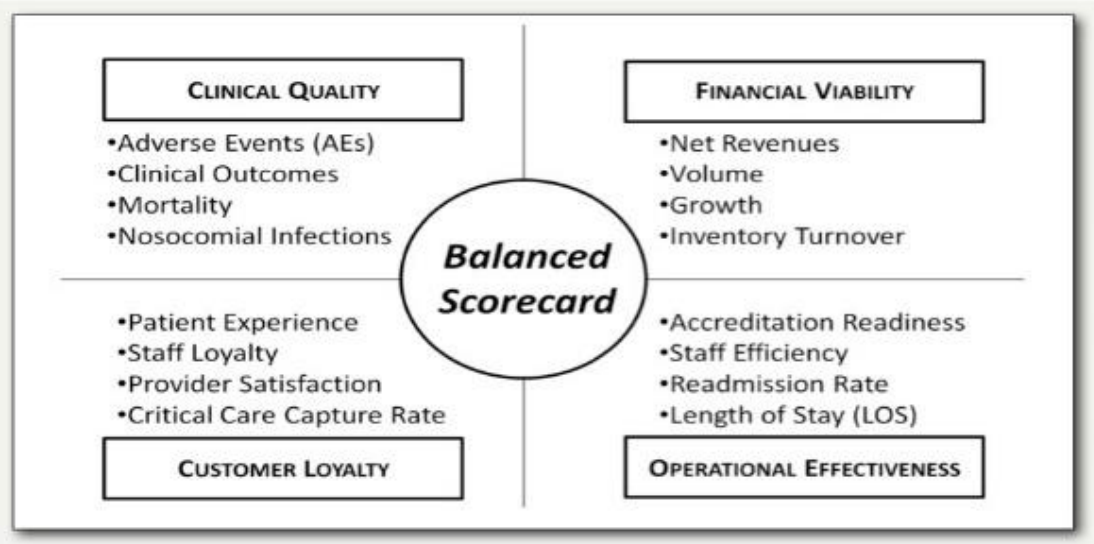 CLINICAL QUALITY
•Adverse Events (AEs)
•Clinical Outcomes
•Mortality
•Nosocomial Infections
FINANCIAL VIABILITY
•Net Revenues
•Volume
•Growth
•Inventory Turnover
Balanced
Scorecard
•Patient Experience
•Staff Loyalty
•Provider Satisfaction
•Critical Care Capture Rate
CUSTOMER LOYALTY
•Accreditation Readiness
•Staff Efficiency
•Readmission Rate
•Length of Stay (LOS)
OPERATIONAL EFFECTIVENESS